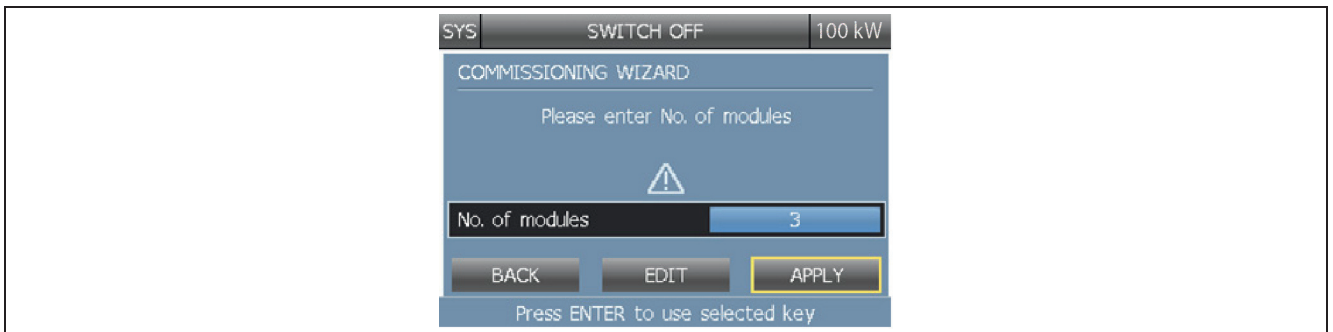 SYS SWITCH OFF 100 kW
COMMISSIONING WIZARD
Please enter No. of modules
No. of modules 3
BACK EDIT APPLY
Press ENTER to use selected key